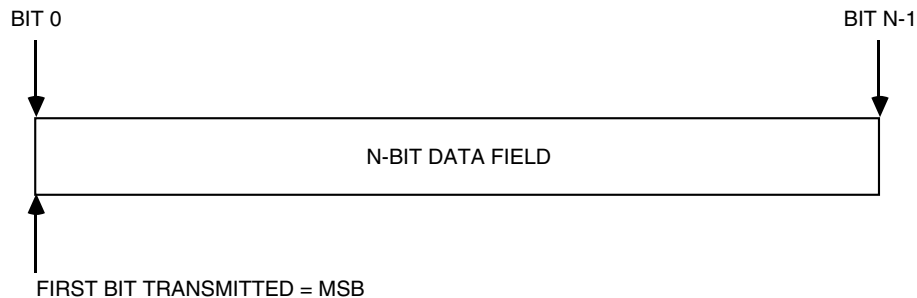 BIT 0
BIT N-1
N-BIT DATA FIELD
FIRST BIT TRANSMITTED = MSB